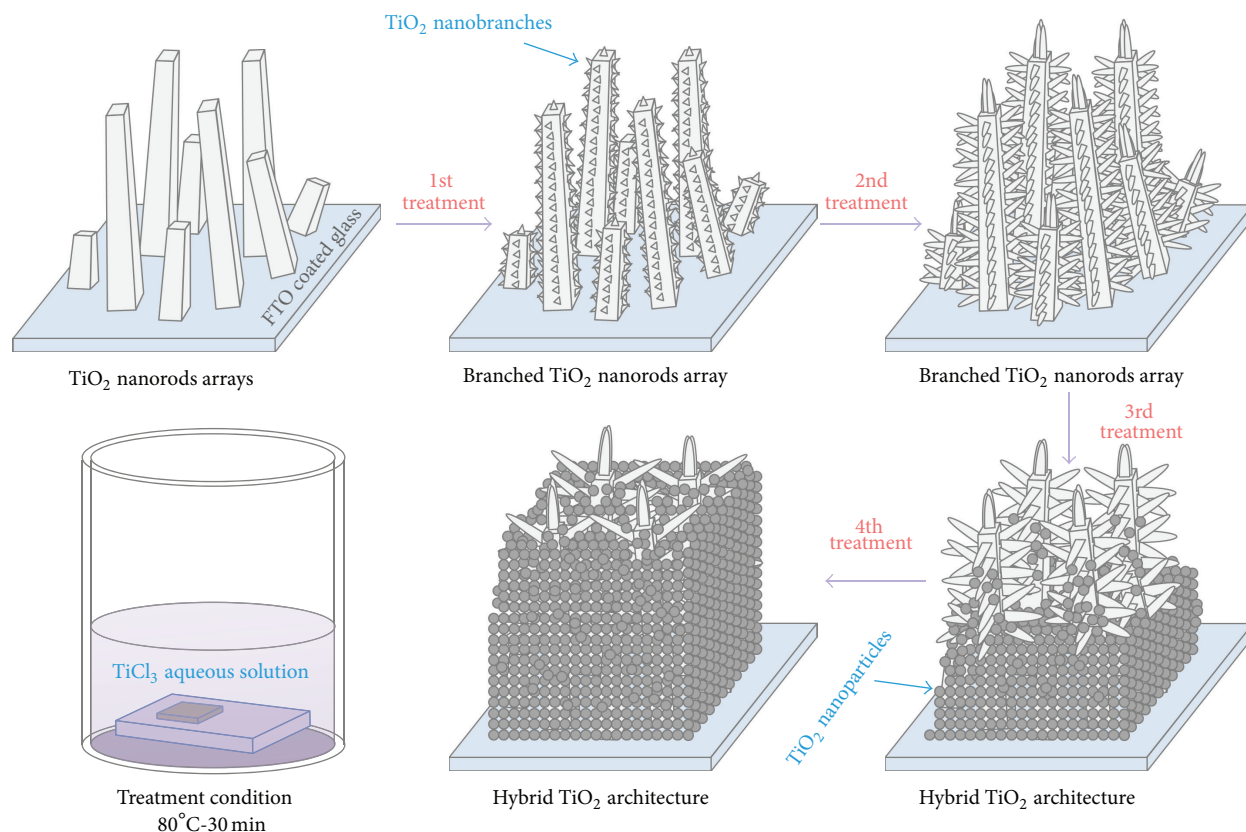 TiO₂ nanobranches
1st
treatment
2nd
treatment
FTO coated glass
TiO₂ nanorods arrays
Branched TiO₂ nanorods array
Branched TiO₂ nanorods array
3rd
treatment
4th
treatment
TiCl₃ aqueous solution
TiO₂ nanoparticles
Treatment condition
80°C-30 min
Hybrid TiO₂ architecture
Hybrid TiO₂ architecture